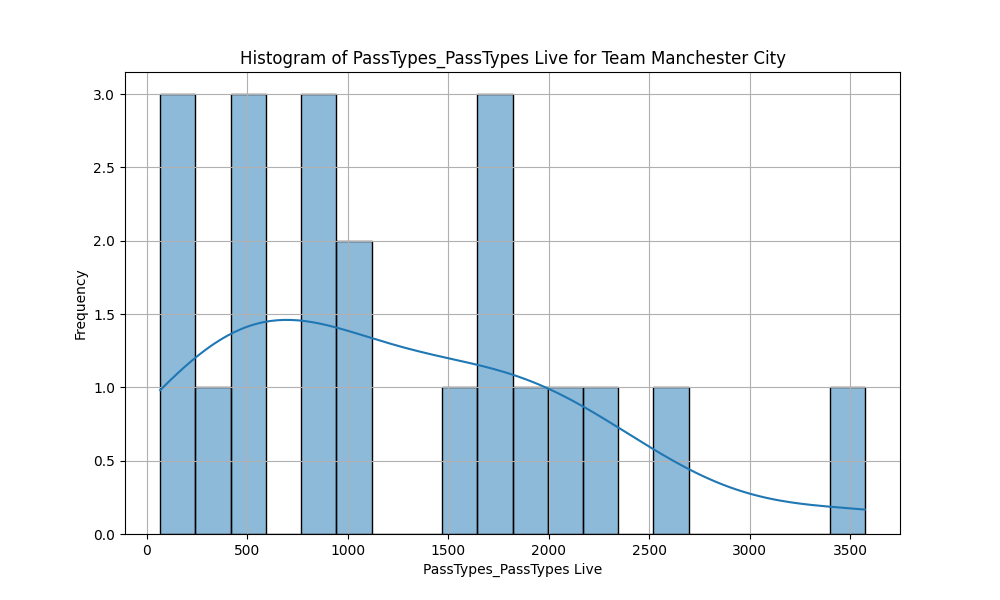 Histogram of PassTypes_PassTypes Live for Team Manchester City
3.0
2.5
2.0
1.5
1.0
0.5
0.0
Frequency
0 500 1000 1500 2000 2500 3000 3500
PassTypes_PassTypes Live